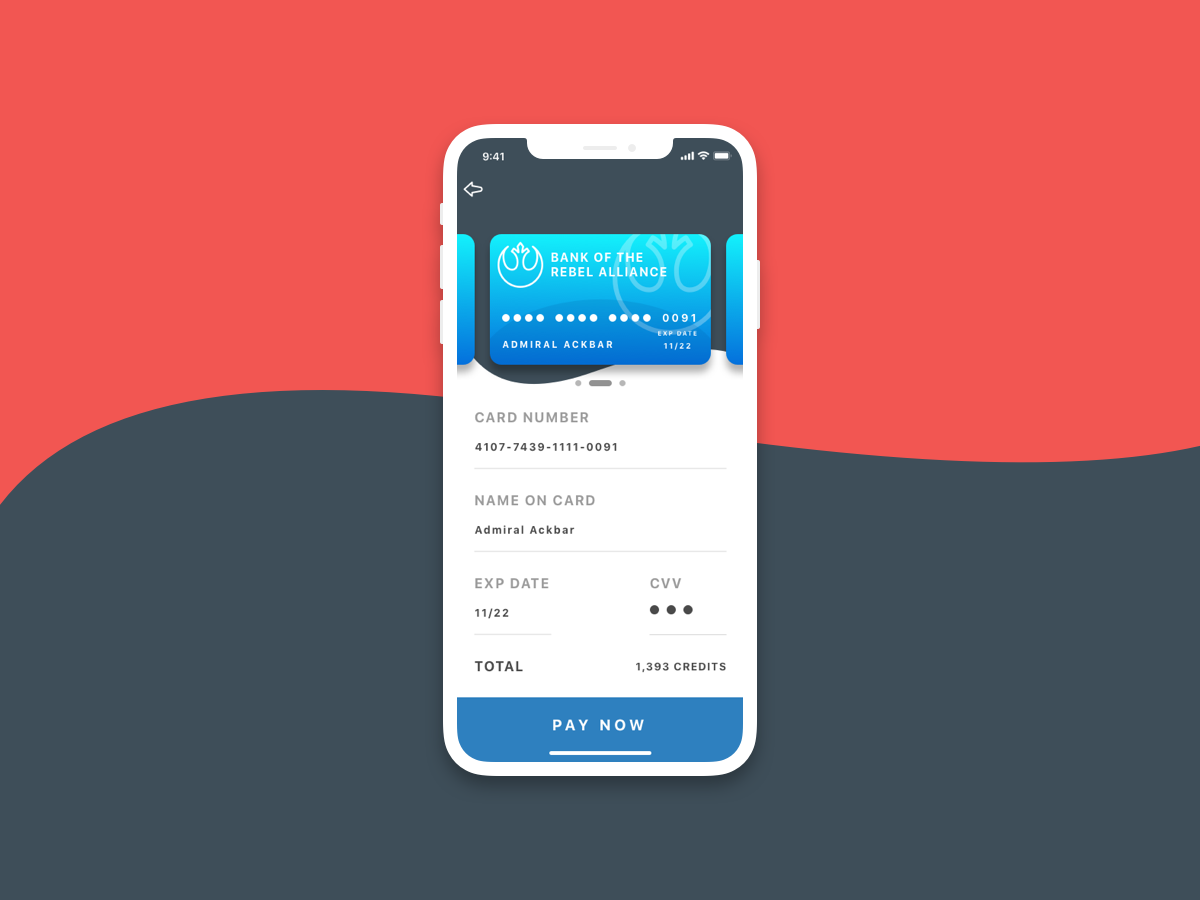 9:41
BANK OF THE
REBEL ALLIANCE
0091
EXP DATE
ADMIRAL ACKBAR
11/22
CARD NUMBER
4107-7439-1111-0091
NAME ON CARD
Admiral Ackbar
EXP DATE CVV
11/22
TOTAL 1,393 CREDITS
PAY NOW